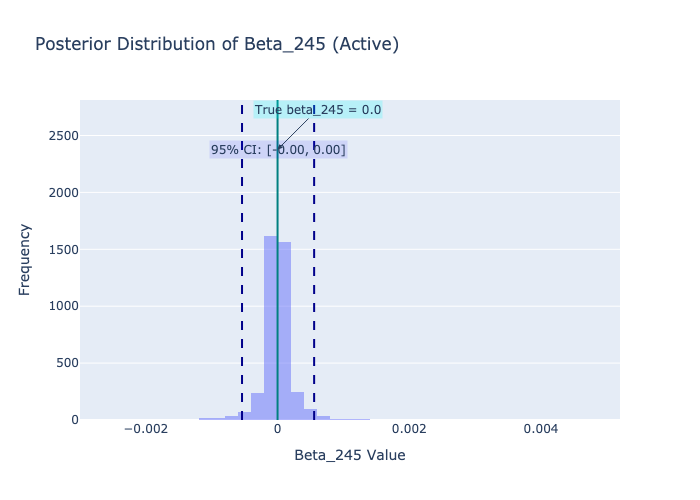 Posterior Distribution of Beta_245 (Active)
True beta_245 = 0.0
95% CI: [-0.00, 0.00]
2500
2000
1500
1000
500
0
Frequency
−0.002
0
0.002
0.004
Beta_245 Value